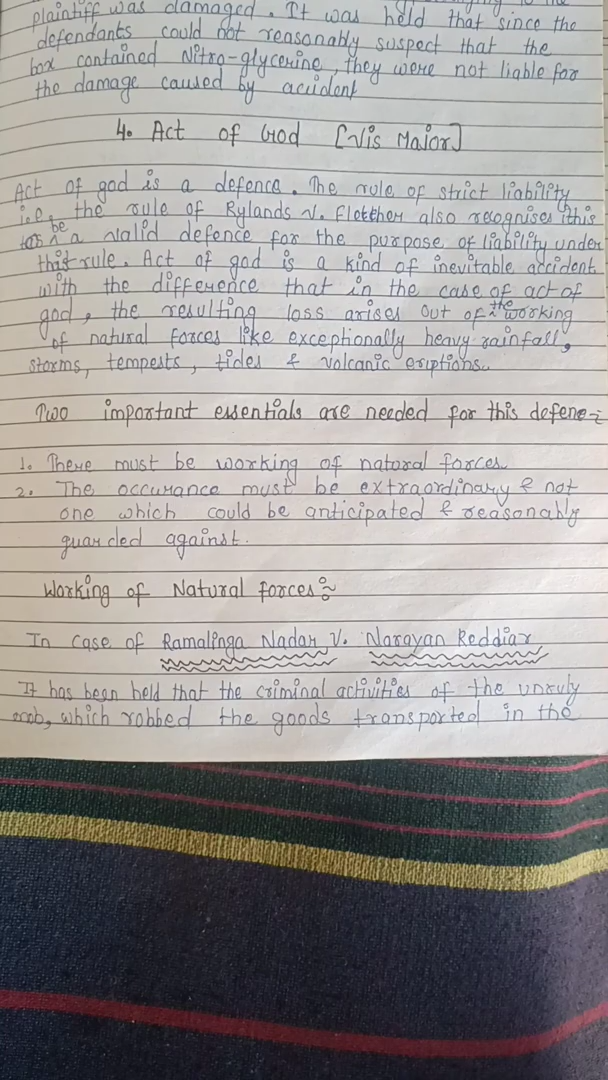 plaintiff was damaged. It was held that since the
defendants could not reasonably suspect that the
box contained Nitro-glycerine, they were not liable for
the damage caused by acident
4. Act of God [Vis Major]
Act of god is a defence. The rule of strict liability
i.e, the rule of Rylands v. Fletcher also recognises this
to be a valid defence for the purpose of liability under
this rule. Act of god is a kind of inevitable accident
with the difference that in the case of act of
god, the resulting loss arises out of the working
of natural forces like exceptionally heavy rainfall,
storms, tempests, tides & volcanic eruptions.
Two important essentials are needed for this defence:
1. There must be working of natural forces.
2. The occurance must be extraordinary & not
one which could be anticipated & reasonably
guarded against.
Working of Natural forces:~
In case of Ramalinga Nadar V. Narayan Reddiar
It has been held that the criminal activities of the unruly
mob, which robbed the goods transported in the